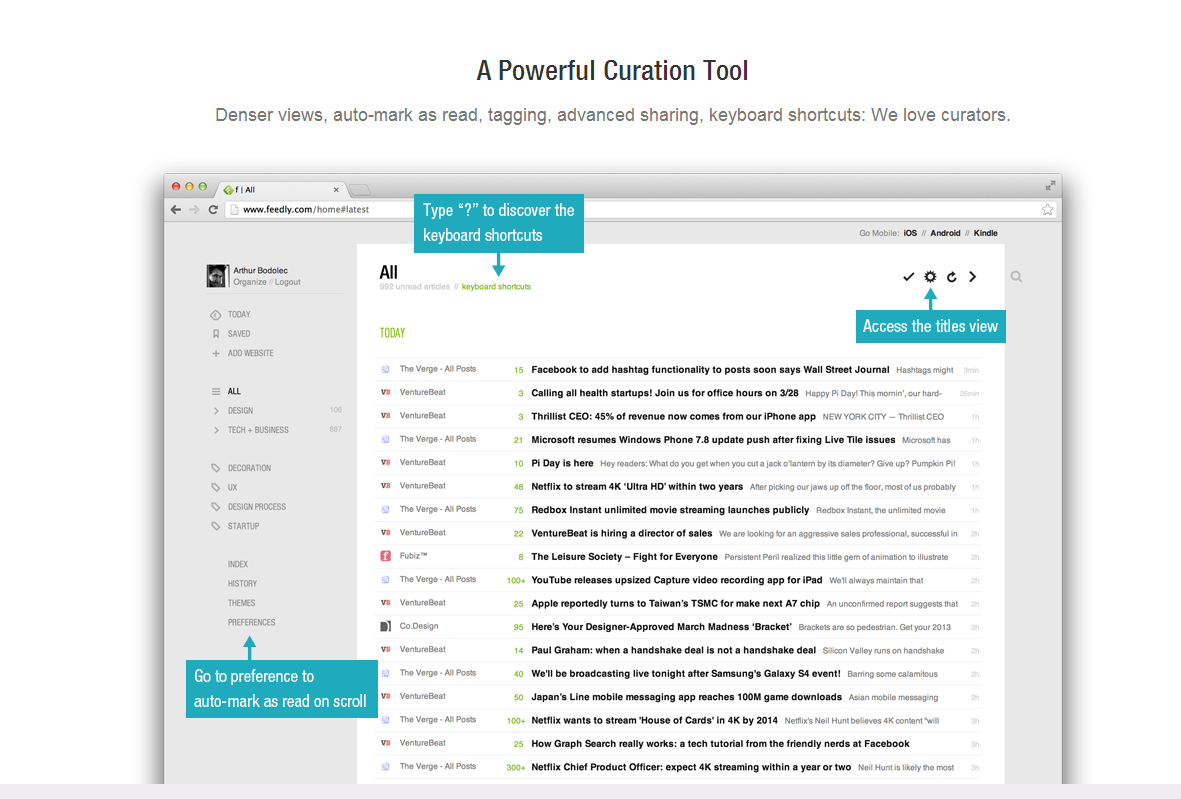 A Powerful Curation Tool
Denser views, auto-mark as read, tagging, advanced sharing, keyboard shortcuts: We love curators.
f | All
www.feedly.com/home#latest
Type “?” to discover the
keyboard shortcuts
Go Mobile: iOS // Android // Kindle
Arthur Bodolec
Organize // Logout
TODAY
SAVED
+ ADD WEBSITE
ALL
DESIGN 106
TECH + BUSINESS 887
DECORATION
UX
DESIGN PROCESS
STARTUP
INDEX
HISTORY
THEMES
PREFERENCES
Go to preference to
auto-mark as read on scroll
All
992 unread articles // keyboard shortcuts
Access the titles view
TODAY
The Verge - All Posts 15 Facebook to add hashtag functionality to posts soon says Wall Street Journal Hashtags might 3min
VB VentureBeat 3 Calling all health startups! Join us for office hours on 3/28 Happy Pi Day! This mornin', our hard- 26min
VB VentureBeat 3 Thrillist CEO: 45% of revenue now comes from our iPhone app NEW YORK CITY — Thrillist CEO 1h
The Verge - All Posts 21 Microsoft resumes Windows Phone 7.8 update push after fixing Live Tile issues Microsoft has 1h
VB VentureBeat 10 Pi Day is here Hey readers: What do you get when you cut a jack o'lantern by its diameter? Give up? Pumpkin Pi! 1h
VB VentureBeat 48 Netflix to stream 4K ‘Ultra HD’ within two years After picking our jaws up off the floor, most of us probably 1h
The Verge - All Posts 75 Redbox Instant unlimited movie streaming launches publicly Redbox Instant, the unlimited movie 1h
VB VentureBeat 22 VentureBeat is hiring a director of sales We are looking for an aggressive sales professional, successful in 2h
f Fubiz™ 8 The Leisure Society – Fight for Everyone Persistent Peril realized this little gem of animation to illustrate 2h
The Verge - All Posts 100+ YouTube releases upsized Capture video recording app for iPad We'll always maintain that 2h
VB VentureBeat 25 Apple reportedly turns to Taiwan's TSMC for make next A7 chip An unconfirmed report suggests that 2h
Co.Design 95 Here's Your Designer-Approved March Madness ‘Bracket’ Brackets are so pedestrian. Get your 2013 2h
VB VentureBeat 14 Paul Graham: when a handshake deal is not a handshake deal Silicon Valley runs on handshake 2h
The Verge - All Posts 40 We'll be broadcasting live tonight after Samsung's Galaxy S4 event! Barring some calamitous 2h
VB VentureBeat 50 Japan's Line mobile messaging app reaches 100M game downloads Asian mobile messaging 2h
The Verge - All Posts 100+ Netflix wants to stream 'House of Cards' in 4K by 2014 Netflix's Neil Hunt believes 4K content "will 3h
VB VentureBeat 25 How Graph Search really works: a tech tutorial from the friendly nerds at Facebook 3h
The Verge - All Posts 300+ Netflix Chief Product Officer: expect 4K streaming within a year or two Neil Hunt is likely the most 3h